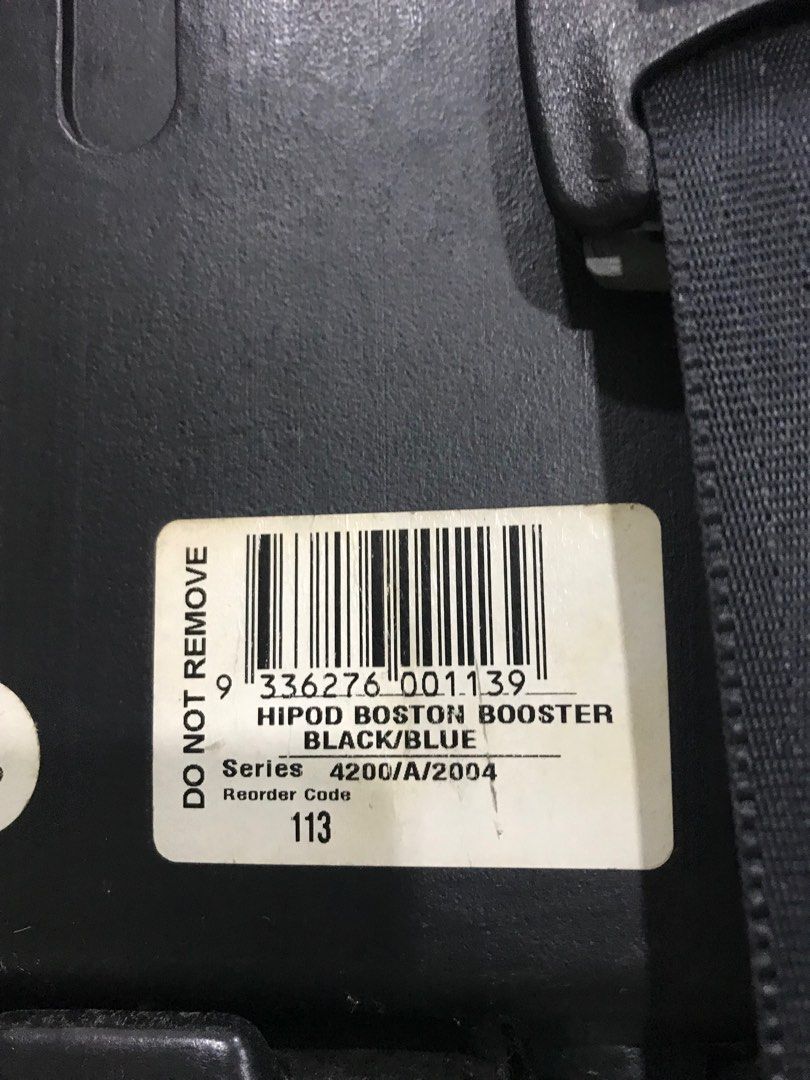 DO NOT REMOVE
9 336276 001139
HIPOD BOSTON BOOSTER
BLACK/BLUE
Series 4200/A/2004
Reorder Code
113